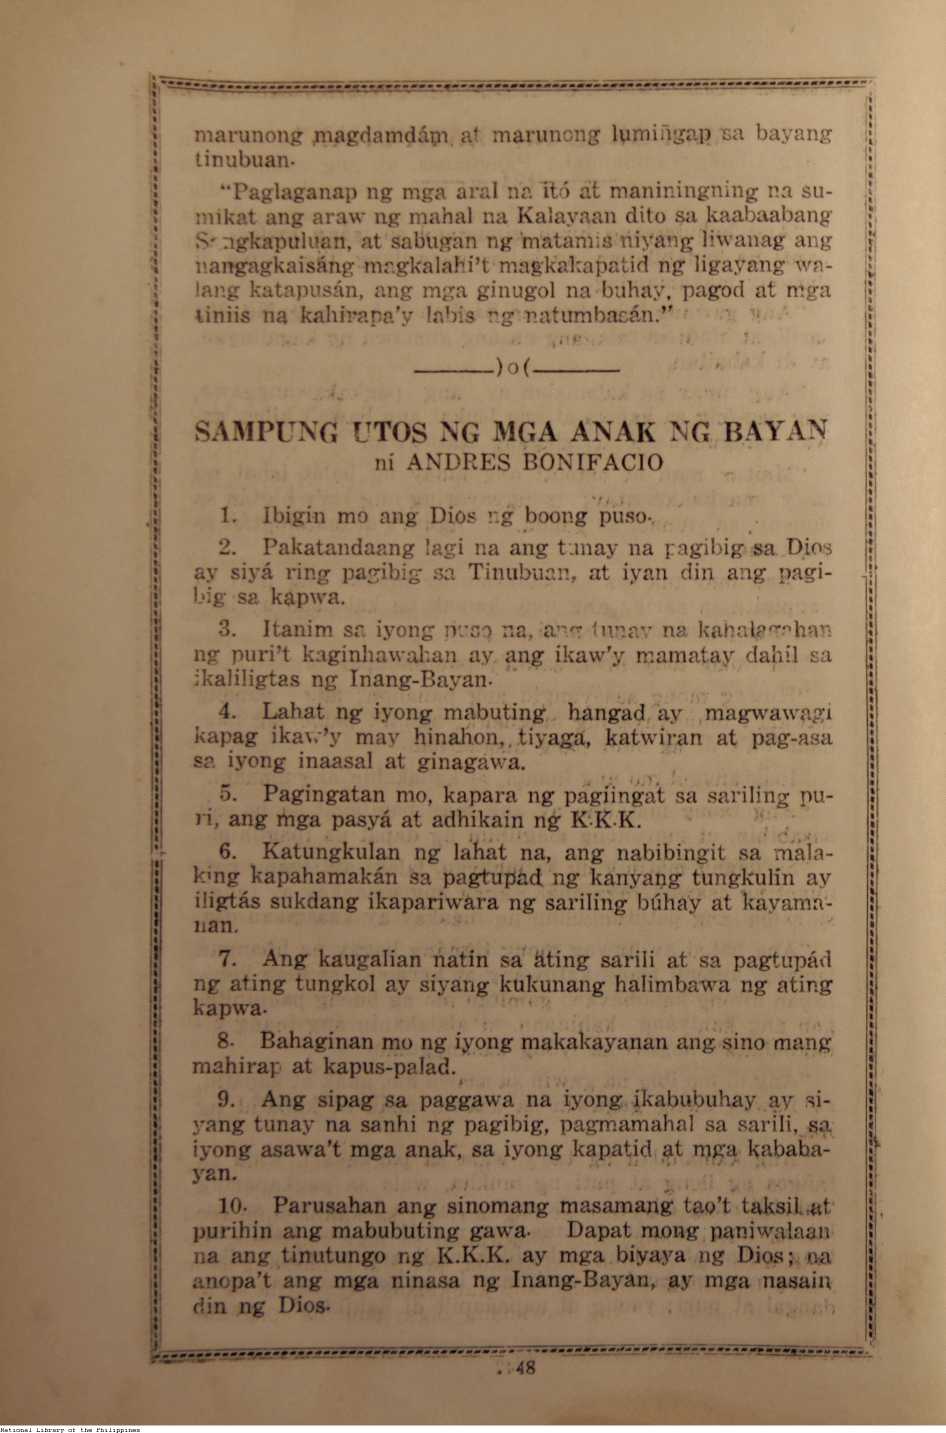 marunong magdamdám at marunong lumiñgap sa bayang
tinubuan.
“Paglaganap ng mga aral na itó at maniningning na su-
mikat ang araw ng mahal na Kalayaan dito sa kaabaabang
Sangkapuluan, at sabugan ng matamis niyang liwanag ang
nangagkaisáng magkalahi’t magkakapatid ng ligayang wa-
lang katapusán, ang mga ginugol na buhay, pagod at mga
tiniis na kahirapa’y labis ng natumbasán.”
)o(
SAMPUNG UTOS NG MGA ANAK NG BAYAN
ni ANDRES BONIFACIO
1. Ibigin mo ang Dios ng boong puso.
2. Pakatandaang lagi na ang tunay na pagibig sa Dios
ay siyá ring pagibig sa Tinubuan, at iyan din ang pagi-
big sa kapwa.
3. Itanim sa iyong puso na, ang tunay na kahalagahan
ng puri’t kaginhawahan ay ang ikaw’y mamatay dahil sa
ikaliligtas ng Inang-Bayan.
4. Lahat ng iyong mabuting hangad ay magwawagi
kapag ikaw’y may hinahon, tiyaga, katwiran at pag-asa
sa iyong inaasal at ginagawa.
5. Pagingatan mo, kapara ng pagiingat sa sariling pu-
ri, ang mga pasyá at adhikain ng K.K.K.
6. Katungkulan ng lahat na, ang nabibingit sa mala-
king kapahamakán sa pagtupád ng kanyang tungkulin ay
iligtás sukdang ikapariwara ng sariling búhay at kayama-
nan.
7. Ang kaugalian natin sa ating sarili at sa pagtupád
ng ating tungkol ay siyang kukunang halimbawa ng ating
kapwa.
8. Bahaginan mo ng iyong makakayanan ang sino mang
mahirap at kapus-palad.
9. Ang sipag sa paggawa na iyong ikabubuhay ay si-
yang tunay na sanhi ng pagibig, pagmamahal sa sarili, sa
iyong asawa’t mga anak, sa iyong kapatid at mga kababa-
yan.
10. Parusahan ang sinomang masamang tao’t taksil at
purihin ang mabubuting gawa. Dapat mong paniwalaan
na ang tinutungo ng K.K.K. ay mga biyaya ng Dios; na
anopa’t ang mga ninasa ng Inang-Bayan, ay mga nasain
din ng Dios.
48
National Library of the Philippines